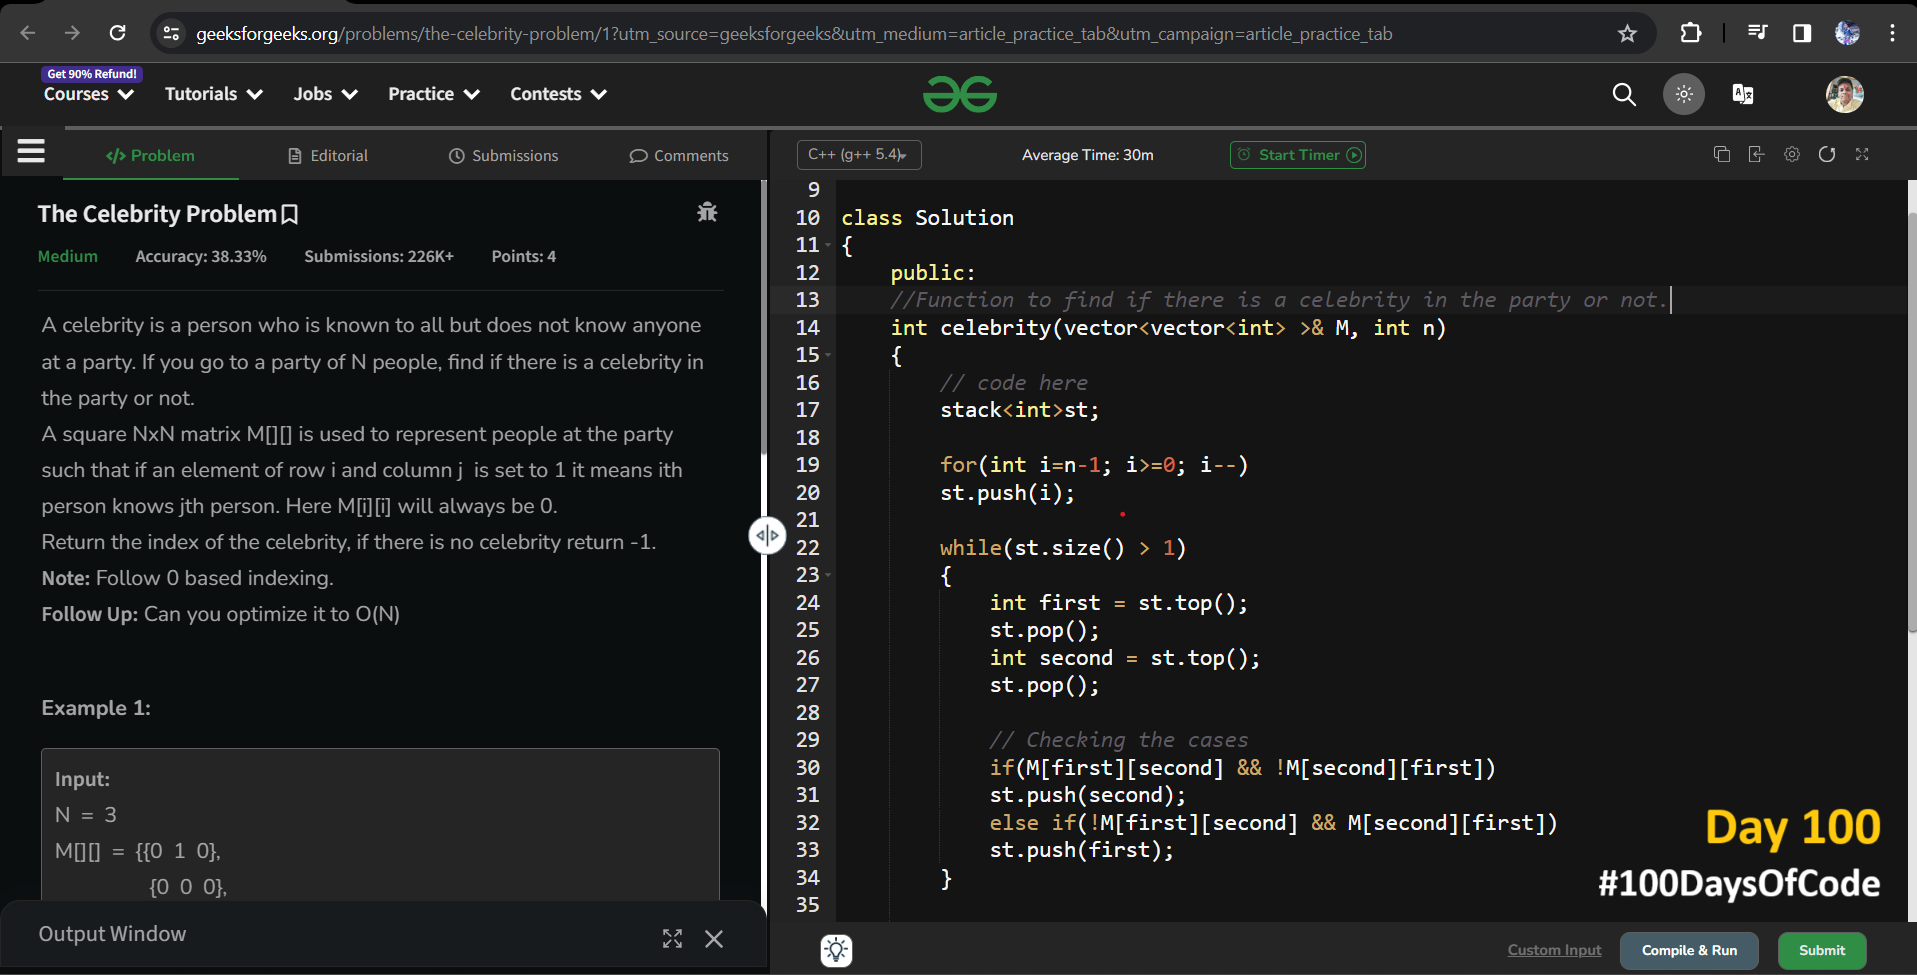 geeksforgeeks.org/problems/the-celebrity-problem/1?utm_source=geeksforgeeks&utm_medium=article_practice_tab&utm_campaign=article_practice_tab
Get 90% Refund!
Courses Tutorials Jobs Practice Contests
</> Problem Editorial Submissions Comments
The Celebrity Problem
Medium Accuracy: 38.33% Submissions: 226K+ Points: 4
A celebrity is a person who is known to all but does not know anyone
at a party. If you go to a party of N people, find if there is a celebrity in
the party or not.
A square NxN matrix M[][] is used to represent people at the party
such that if an element of row i and column j  is set to 1 it means ith
person knows jth person. Here M[i][i] will always be 0.
Return the index of the celebrity, if there is no celebrity return -1.
Note: Follow 0 based indexing.
Follow Up: Can you optimize it to O(N)
Example 1:
Input:
N = 3
M[][] = {{0 1 0},
{0 0 0},
Output Window
C++ (g++ 5.4) Average Time: 30m Start Timer
9
10 class Solution
11 {
12 public:
13 //Function to find if there is a celebrity in the party or not.
14 int celebrity(vector<vector<int> >& M, int n)
15 {
16 // code here
17 stack<int>st;
18
19 for(int i=n-1; i>=0; i--)
20 st.push(i);
21
22 while(st.size() > 1)
23 {
24 int first = st.top();
25 st.pop();
26 int second = st.top();
27 st.pop();
28
29 // Checking the cases
30 if(M[first][second] && !M[second][first])
31 st.push(second);
32 else if(!M[first][second] && M[second][first])
33 st.push(first);
34 }
35
Day 100
#100DaysOfCode
Custom Input Compile & Run Submit